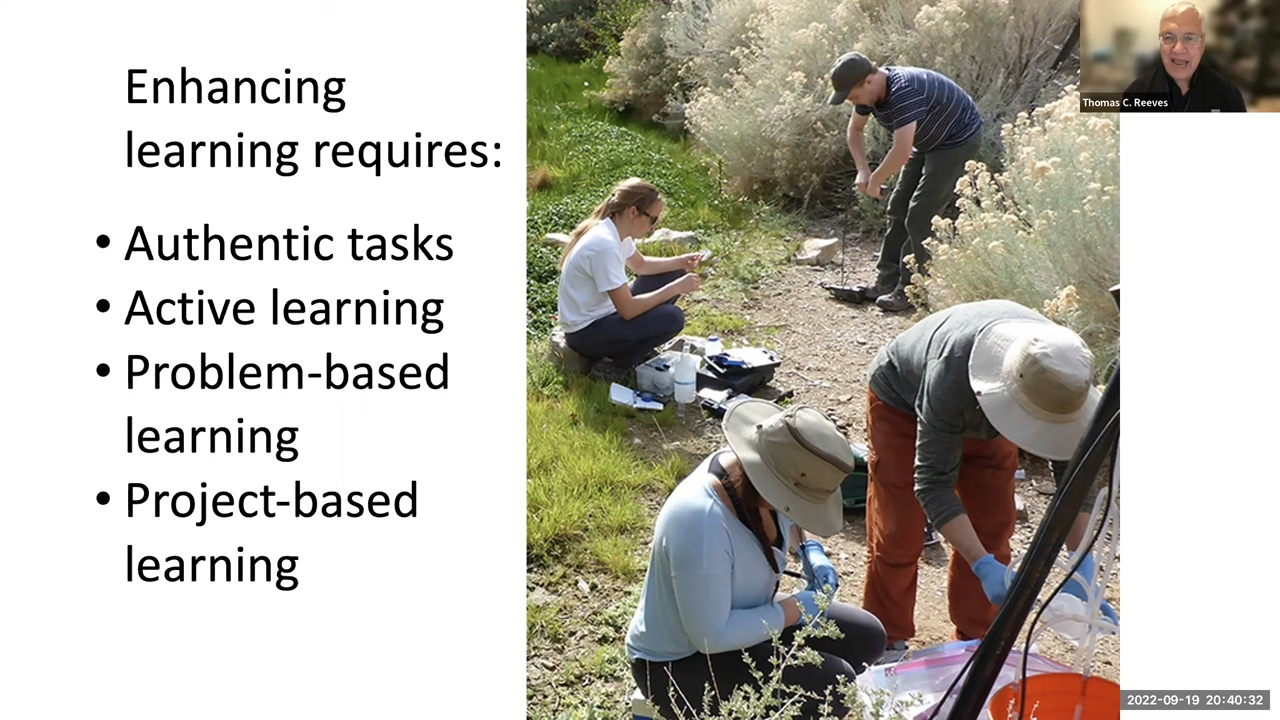 Enhancing
learning requires:
• Authentic tasks
• Active learning
• Problem-based
learning
• Project-based
learning
Thomas C. Reeves
2022-09-19 20:40:32